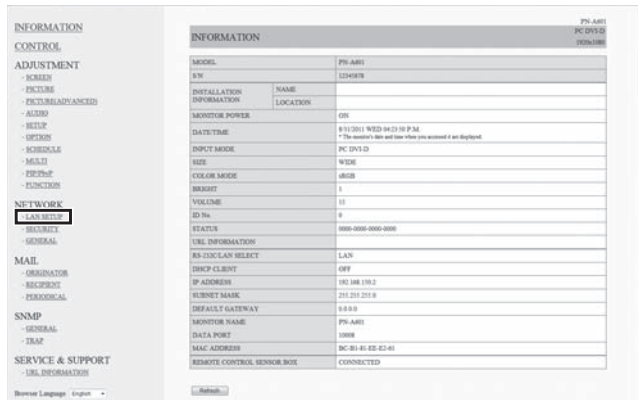 INFORMATION
CONTROL
ADJUSTMENT
- SCREEN
- PICTURE
- PICTURE(ADVANCED)
- AUDIO
- SETUP
- OPTION
- SCHEDULE
- MULTI
- PIP/PbyP
- FUNCTION
NETWORK
- LAN SETUP
- SECURITY
- GENERAL
MAIL
- ORIGINATOR
- RECIPIENT
- PERIODICAL
SNMP
- GENERAL
- TRAP
SERVICE & SUPPORT
- URL INFORMATION
Browser Language English
PN-A601
INFORMATION
PC DVI-D
1920x1080
MODEL PN-A601
S/N 12345678
INSTALLATION INFORMATION NAME
LOCATION
MONITOR POWER ON
DATE/TIME 8/31/2011 WED 04:23:50 P.M.
* The monitor's date and time when you accessed it are displayed.
INPUT MODE PC DVI-D
SIZE WIDE
COLOR MODE sRGB
BRIGHT 1
VOLUME 15
ID No. 0
STATUS 0000-0000-0000-0000
URL INFORMATION
RS-232C/LAN SELECT LAN
DHCP CLIENT OFF
IP ADDRESS 192.168.150.2
SUBNET MASK 255.255.255.0
DEFAULT GATEWAY 0.0.0.0
MONITOR NAME PN-A601
DATA PORT 10008
MAC ADDRESS
REMOTE CONTROL SENSOR BOX CONNECTED
Refresh